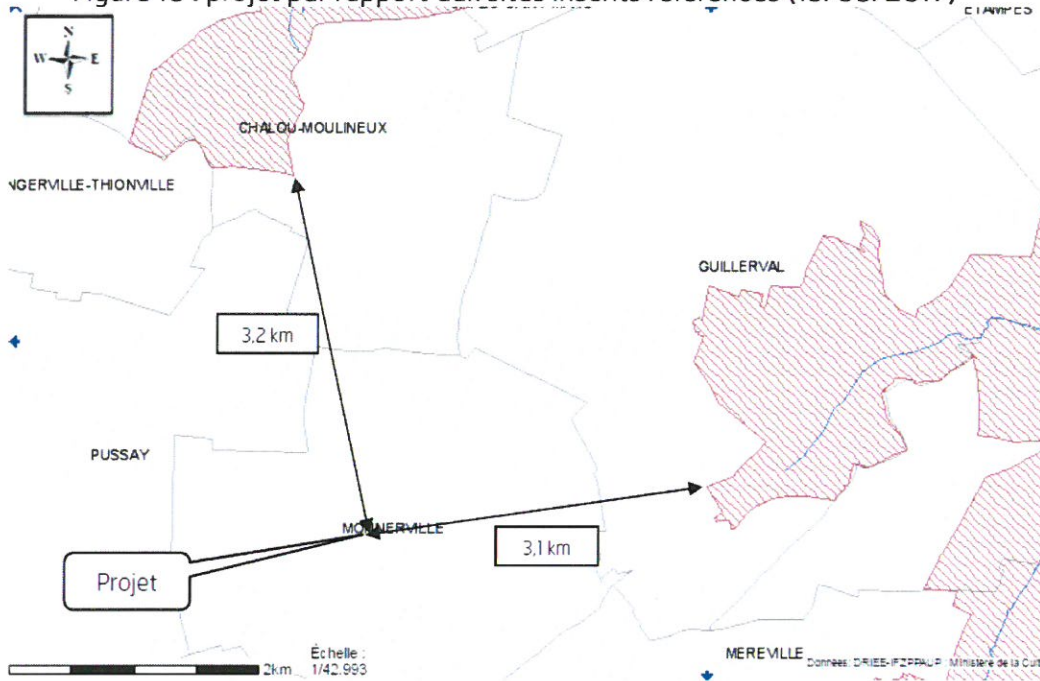 ETAMPES
N
W E
S
CHALOU-MOULINEUX
NGERVILLE-THIONVILLE
GUILLERVAL
3,2 km
PUSSAY
MONNERVILLE
3,1 km
Projet
Échelle :
2km 1/42.993
MEREVILLE
Données: DRIEE-IF
Ministère de la Cult